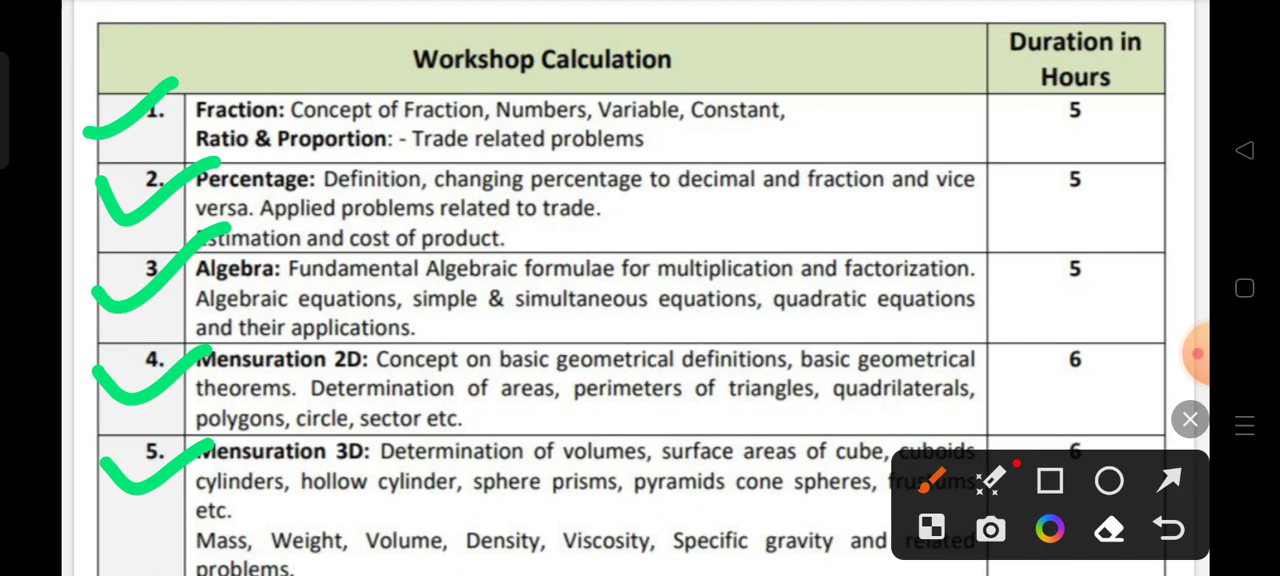 Workshop Calculation
Duration in
Hours
1.
Fraction: Concept of Fraction, Numbers, Variable, Constant,
5
Ratio & Proportion: - Trade related problems
2.
Percentage: Definition, changing percentage to decimal and fraction and vice
5
versa. Applied problems related to trade.
Estimation and cost of product.
3
Algebra: Fundamental Algebraic formulae for multiplication and factorization.
5
Algebraic equations, simple & simultaneous equations, quadratic equations
and their applications.
4.
Mensuration 2D: Concept on basic geometrical definitions, basic geometrical
6
theorems. Determination of areas, perimeters of triangles, quadrilaterals,
polygons, circle, sector etc.
5.
Mensuration 3D: Determination of volumes, surface areas of cube, cuboids
6
cylinders, hollow cylinder, sphere prisms, pyramids cone spheres, frustums
etc.
Mass, Weight, Volume, Density, Viscosity, Specific gravity and related
problems.